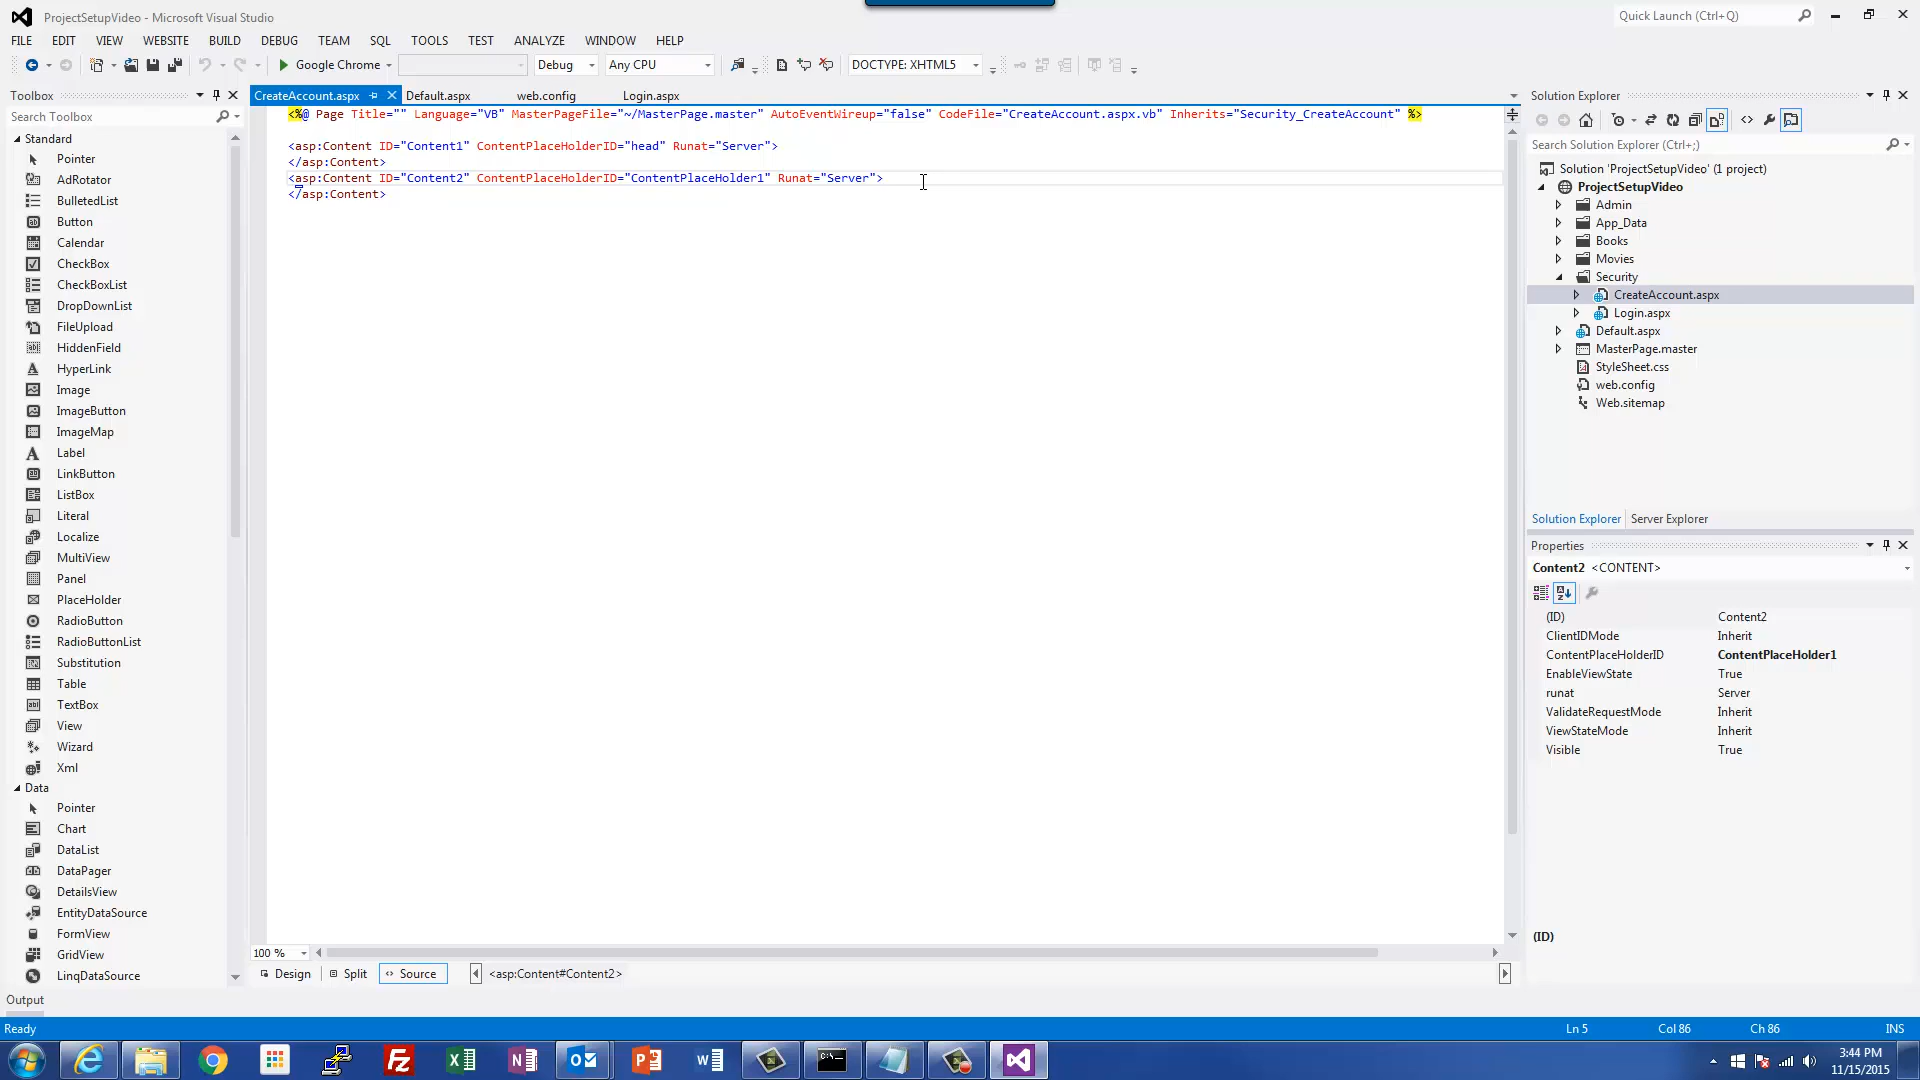 ProjectSetupVideo - Microsoft Visual Studio
Quick Launch (Ctrl+Q)
FILE EDIT VIEW WEBSITE BUILD DEBUG TEAM SQL TOOLS TEST ANALYZE WINDOW HELP
Google Chrome Debug Any CPU DOCTYPE: XHTML5
Toolbox
CreateAccount.aspx Default.aspx web.config Login.aspx
Solution Explorer
Search Toolbox
<%@ Page Title="" Language="VB" MasterPageFile="~/MasterPage.master" AutoEventWireup="false" CodeFile="CreateAccount.aspx.vb" Inherits="Security_CreateAccount" %>
<asp:Content ID="Content1" ContentPlaceHolderID="head" Runat="Server">
</asp:Content>
<asp:Content ID="Content2" ContentPlaceHolderID="ContentPlaceHolder1" Runat="Server">
</asp:Content>
Standard
Pointer
AdRotator
BulletedList
Button
Calendar
CheckBox
CheckBoxList
DropDownList
FileUpload
HiddenField
HyperLink
Image
ImageButton
ImageMap
Label
LinkButton
ListBox
Literal
Localize
MultiView
Panel
PlaceHolder
RadioButton
RadioButtonList
Substitution
Table
TextBox
View
Wizard
Xml
Data
Pointer
Chart
DataList
DataPager
DetailsView
EntityDataSource
FormView
GridView
LinqDataSource
Search Solution Explorer (Ctrl+;)
Solution 'ProjectSetupVideo' (1 project)
ProjectSetupVideo
Admin
App_Data
Books
Movies
Security
CreateAccount.aspx
Login.aspx
Default.aspx
MasterPage.master
StyleSheet.css
web.config
Web.sitemap
Solution Explorer Server Explorer
Properties
Content2 <CONTENT>
(ID) Content2
ClientIDMode Inherit
ContentPlaceHolderID ContentPlaceHolder1
EnableViewState True
runat Server
ValidateRequestMode Inherit
ViewStateMode Inherit
Visible True
(ID)
100 %
Design Split Source <asp:Content#Content2>
Output
Ready Ln 5 Col 86 Ch 86 INS
3:44 PM
11/15/2015